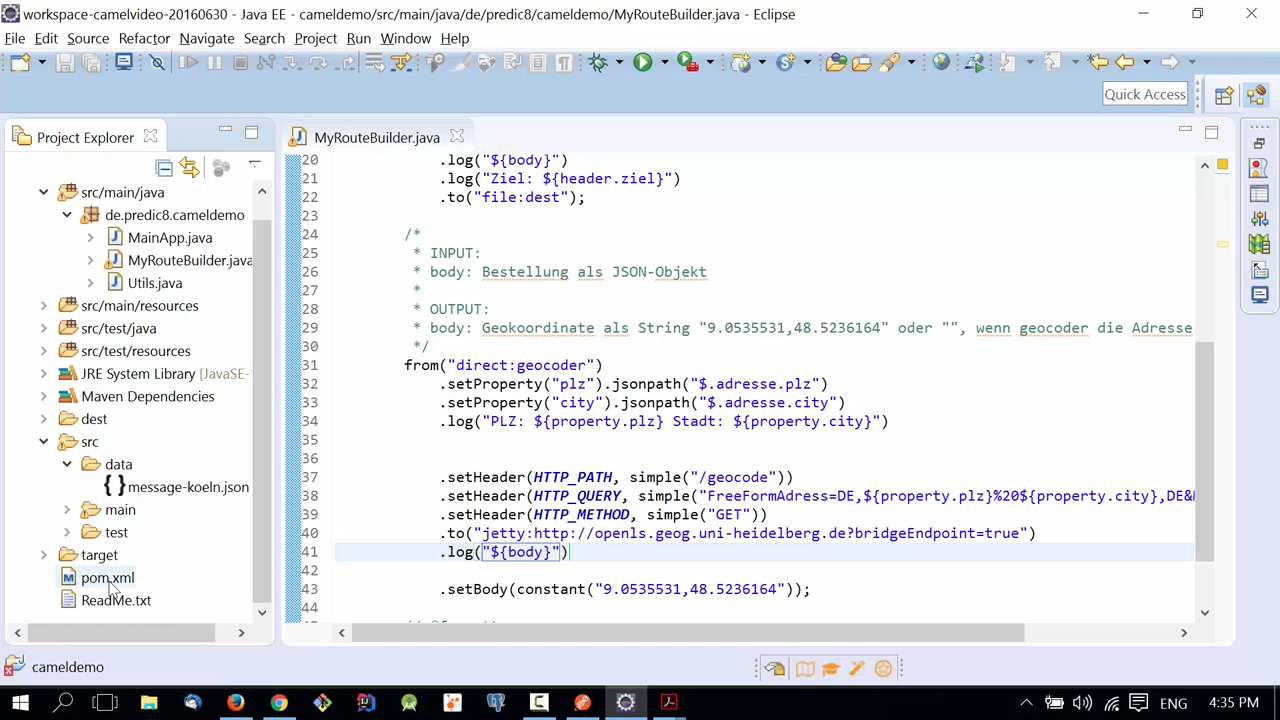 workspace-camelvideo-20160630 - Java EE - cameldemo/src/main/java/de/predic8/cameldemo/MyRouteBuilder.java - Eclipse
File Edit Source Refactor Navigate Search Project Run Window Help
Quick Access
Project Explorer
src/main/java
de.predic8.cameldemo
MainApp.java
MyRouteBuilder.java
Utils.java
src/main/resources
src/test/java
src/test/resources
JRE System Library [JavaSE-
Maven Dependencies
dest
src
data
message-koeln.json
main
test
target
pom.xml
ReadMe.txt
MyRouteBuilder.java
20 .log("${body}")
21 .log("Ziel: ${header.ziel}")
22 .to("file:dest");
23
24 /*
25 * INPUT:
26 * body: Bestellung als JSON-Objekt
27 *
28 * OUTPUT:
29 * body: Geokoordinate als String "9.0535531,48.5236164" oder "", wenn geocoder die Adresse
30 */
31 from("direct:geocoder")
32 .setProperty("plz").jsonpath("$.adresse.plz")
33 .setProperty("city").jsonpath("$.adresse.city")
34 .log("PLZ: ${property.plz} Stadt: ${property.city}")
35
36
37 .setHeader(HTTP_PATH, simple("/geocode"))
38 .setHeader(HTTP_QUERY, simple("FreeFormAdress=DE,${property.plz}%20${property.city},DE&M
39 .setHeader(HTTP_METHOD, simple("GET"))
40 .to("jetty:http://openls.geog.uni-heidelberg.de?bridgeEndpoint=true")
41 .log("${body}")
42
43 .setBody(constant("9.0535531,48.5236164"));
44
cameldemo
ENG
4:35 PM